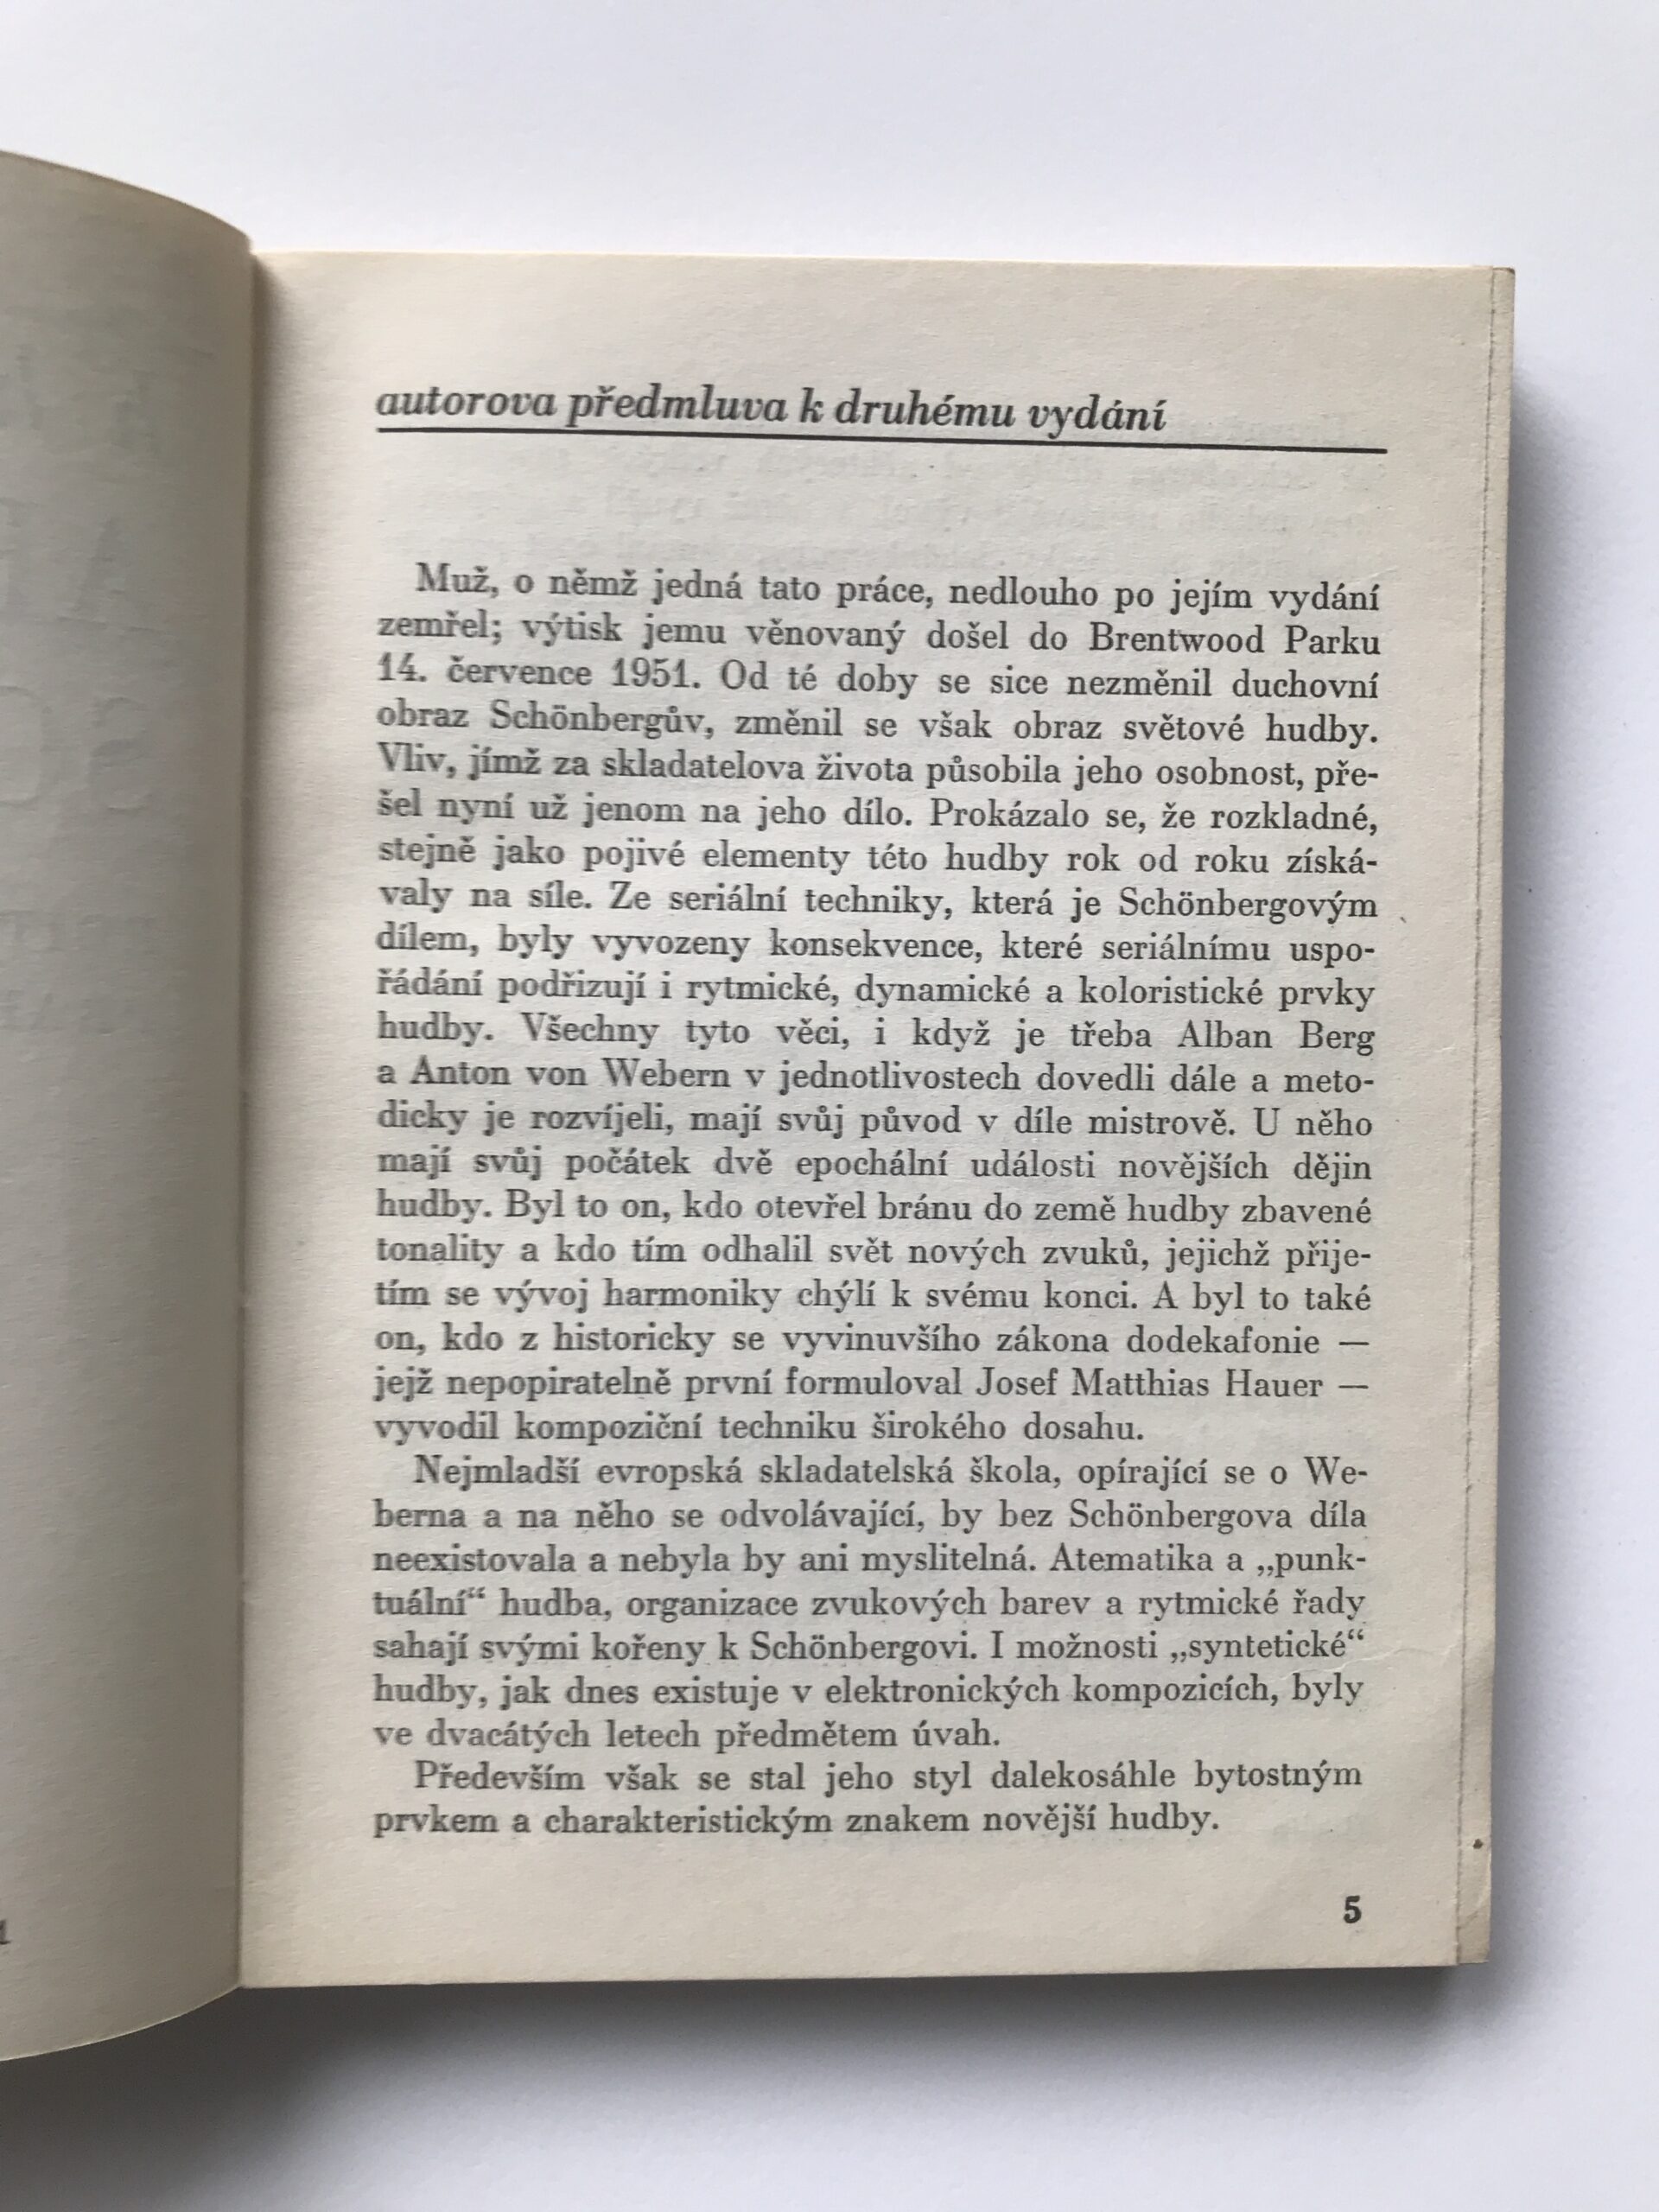 autorova předmluva k druhému vydání
Muž, o němž jedná tato práce, nedlouho po jejím vydání
zemřel; výtisk jemu věnovaný došel do Brentwood Parku
14. července 1951. Od té doby se sice nezměnil duchovní
obraz Schönbergův, změnil se však obraz světové hudby.
Vliv, jímž za skladatelova života působila jeho osobnost, pře-
šel nyní už jenom na jeho dílo. Prokázalo se, že rozkladné,
stejně jako pojivé elementy této hudby rok od roku získá-
valy na síle. Ze seriální techniky, která je Schönbergovým
dílem, byly vyvozeny konsekvence, které seriálnímu uspo-
řádání podřizují i rytmické, dynamické a koloristické prvky
hudby. Všechny tyto věci, i když je třeba Alban Berg
a Anton von Webern v jednotlivostech dovedli dále a meto-
dicky je rozvíjeli, mají svůj původ v díle mistrově. U něho
mají svůj počátek dvě epochální události novějších dějin
hudby. Byl to on, kdo otevřel bránu do země hudby zbavené
tonality a kdo tím odhalil svět nových zvuků, jejichž přije-
tím se vývoj harmoniky chýlí k svému konci. A byl to také
on, kdo z historicky se vyvinuvšího zákona dodekafonie —
jejž nepopiratelně první formuloval Josef Matthias Hauer —
vyvodil kompoziční techniku širokého dosahu.
Nejmladší evropská skladatelská škola, opírající se o We-
berna a na něho se odvolávající, by bez Schönbergova díla
neexistovala a nebyla by ani myslitelná. Atematika a „punk-
tuální“ hudba, organizace zvukových barev a rytmické řady
sahají svými kořeny k Schönbergovi. I možnosti „syntetické“
hudby, jak dnes existuje v elektronických kompozicích, byly
ve dvacátých letech předmětem úvah.
Především však se stal jeho styl dalekosáhle bytostným
prvkem a charakteristickým znakem novější hudby.
5